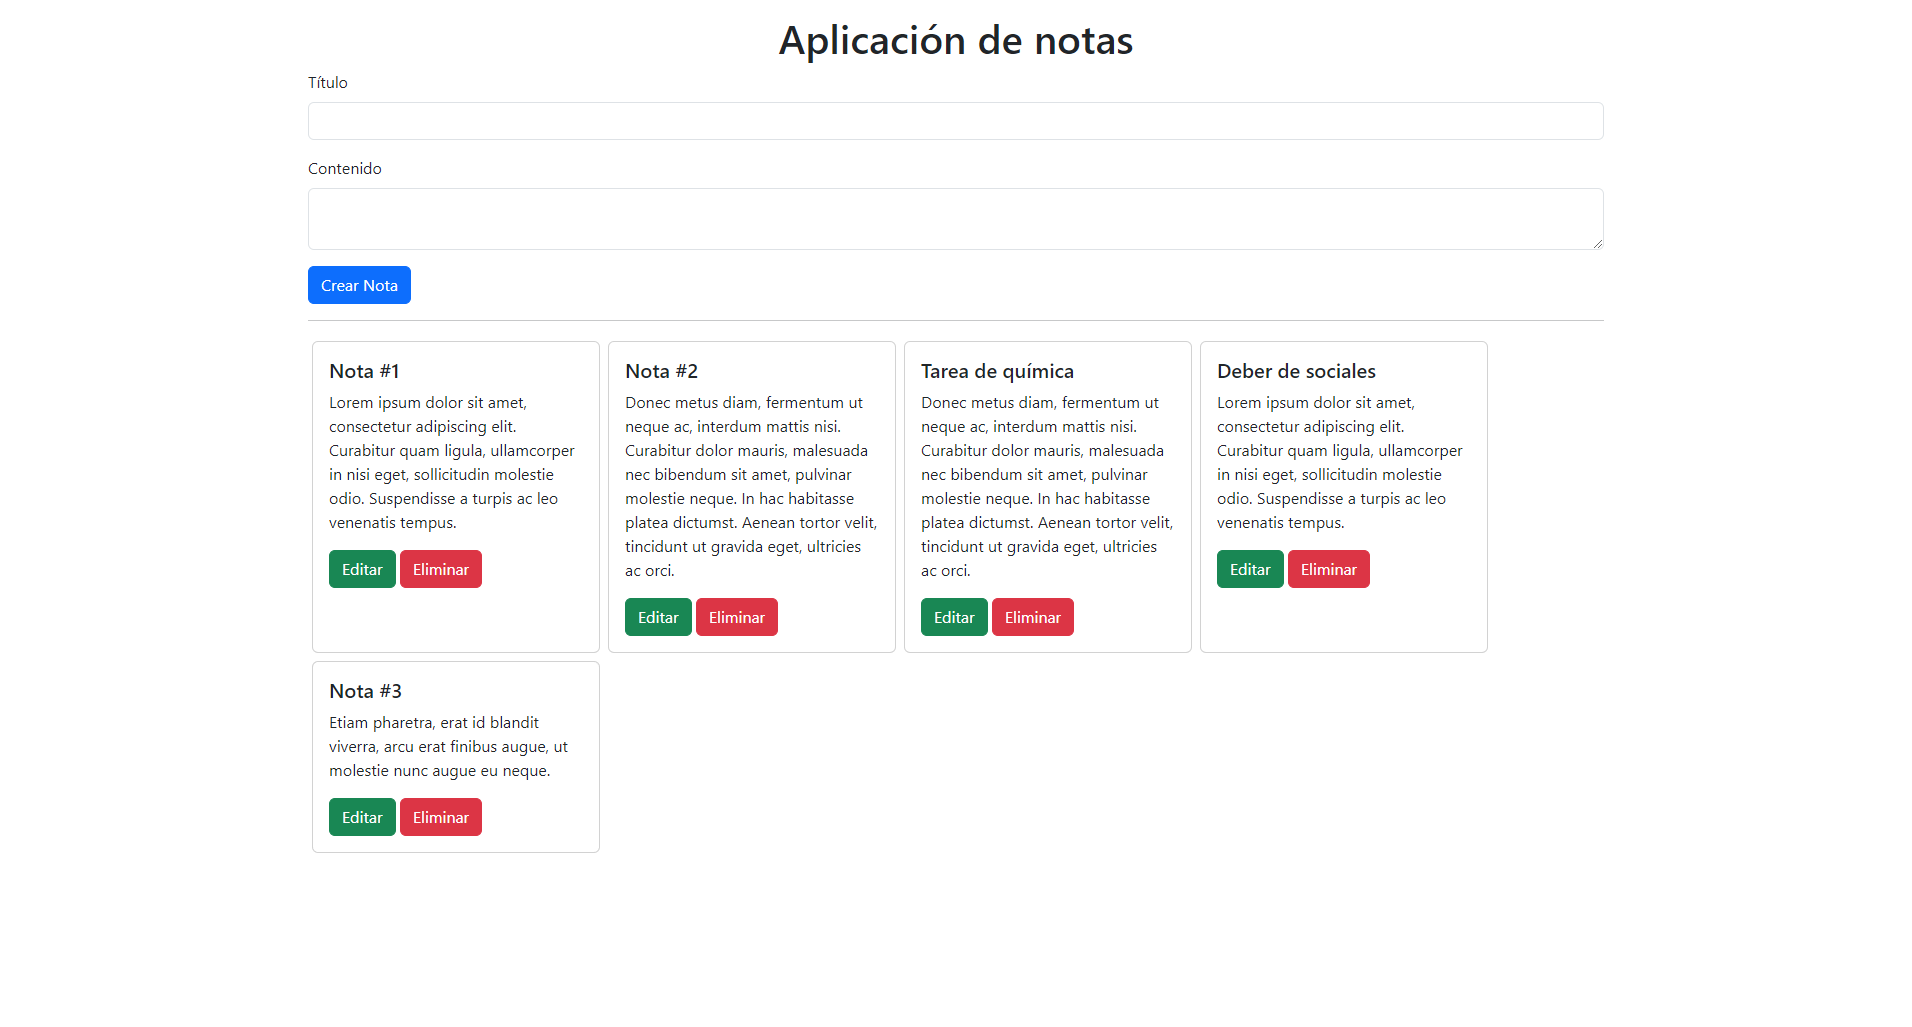 Aplicación de notas
Título
Contenido
Crear Nota
Nota #1
Lorem ipsum dolor sit amet,
consectetur adipiscing elit.
Curabitur quam ligula, ullamcorper
in nisi eget, sollicitudin molestie
odio. Suspendisse a turpis ac leo
venenatis tempus.
Editar Eliminar
Nota #2
Donec metus diam, fermentum ut
neque ac, interdum mattis nisi.
Curabitur dolor mauris, malesuada
nec bibendum sit amet, pulvinar
molestie neque. In hac habitasse
platea dictumst. Aenean tortor velit,
tincidunt ut gravida eget, ultricies
ac orci.
Editar Eliminar
Tarea de química
Donec metus diam, fermentum ut
neque ac, interdum mattis nisi.
Curabitur dolor mauris, malesuada
nec bibendum sit amet, pulvinar
molestie neque. In hac habitasse
platea dictumst. Aenean tortor velit,
tincidunt ut gravida eget, ultricies
ac orci.
Editar Eliminar
Deber de sociales
Lorem ipsum dolor sit amet,
consectetur adipiscing elit.
Curabitur quam ligula, ullamcorper
in nisi eget, sollicitudin molestie
odio. Suspendisse a turpis ac leo
venenatis tempus.
Editar Eliminar
Nota #3
Etiam pharetra, erat id blandit
viverra, arcu erat finibus augue, ut
molestie nunc augue eu neque.
Editar Eliminar